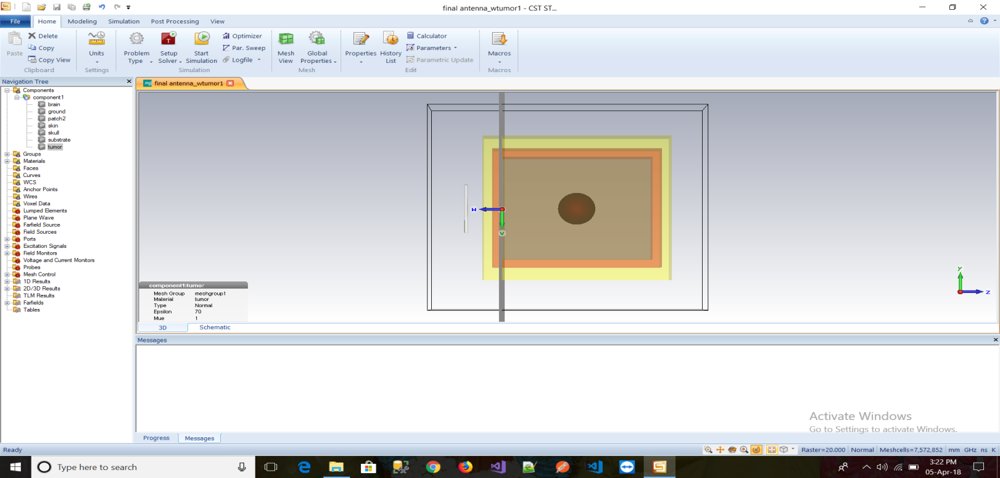 final antenna_wtumor1 - CST ST...
File Home Modeling Simulation Post Processing View
Paste
Delete
Copy
Copy View
Clipboard
Units
Settings
Problem Type
Setup Solver
Start Simulation
Optimizer
Par. Sweep
Logfile
Simulation
Mesh View
Global Properties
Mesh
Properties
History List
Calculator
Parameters
Parametric Update
Edit
Macros
Macros
Navigation Tree
final antenna_wtumor1
Components
component1
brain
ground
patch2
skin
skull
substrate
tumor
Groups
Materials
Faces
Curves
WCS
Anchor Points
Wires
Voxel Data
Lumped Elements
Plane Wave
Farfield Source
Field Sources
Ports
Excitation Signals
Field Monitors
Voltage and Current Monitors
Probes
Mesh Control
1D Results
2D/3D Results
TLM Results
Farfields
Tables
w
v
y
z
component1:tumor
Mesh Group meshgroup1
Material tumor
Type Normal
Epsilon 70
Mue 1
3D Schematic
Messages
Activate Windows
Go to Settings to activate Windows.
Progress Messages
Ready
Raster=20.000 Normal Meshcells=7,572,852 mm GHz ns K
Type here to search
3:22 PM
05-Apr-18